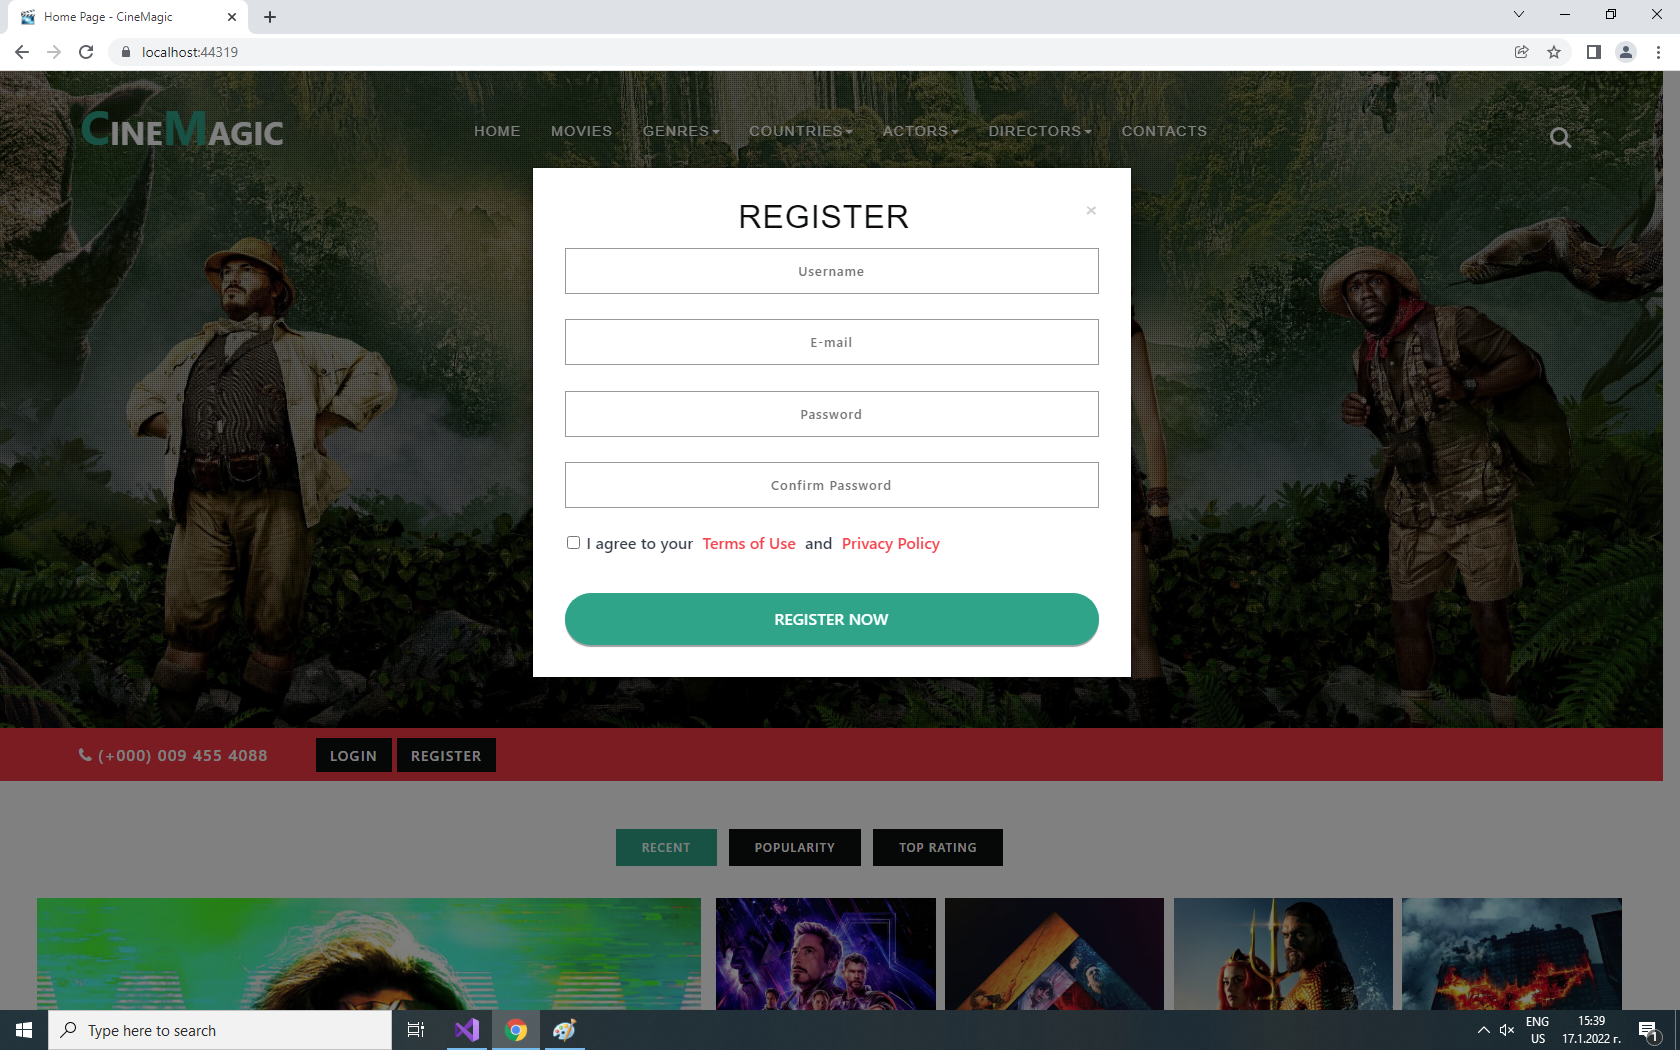 Home Page - CineMagic
localhost:44319
CINEMAGIC
HOME MOVIES GENRES COUNTRIES ACTORS DIRECTORS CONTACTS
REGISTER ×
Username
E-mail
Password
Confirm Password
I agree to your Terms of Use and Privacy Policy
REGISTER NOW
(+000) 009 455 4088 LOGIN REGISTER
RECENT POPULARITY TOP RATING
Type here to search
ENG 15:39
US 17.1.2022 г.
1